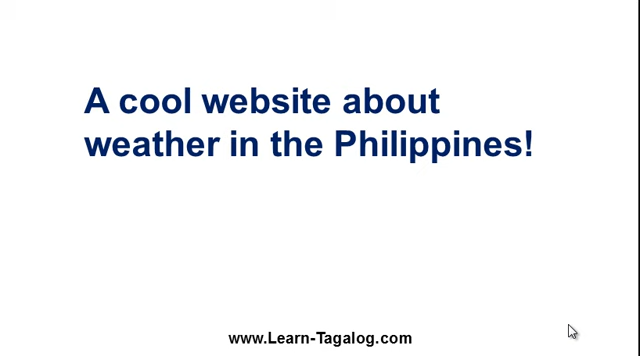 A cool website about
weather in the Philippines!
www.Learn-Tagalog.com